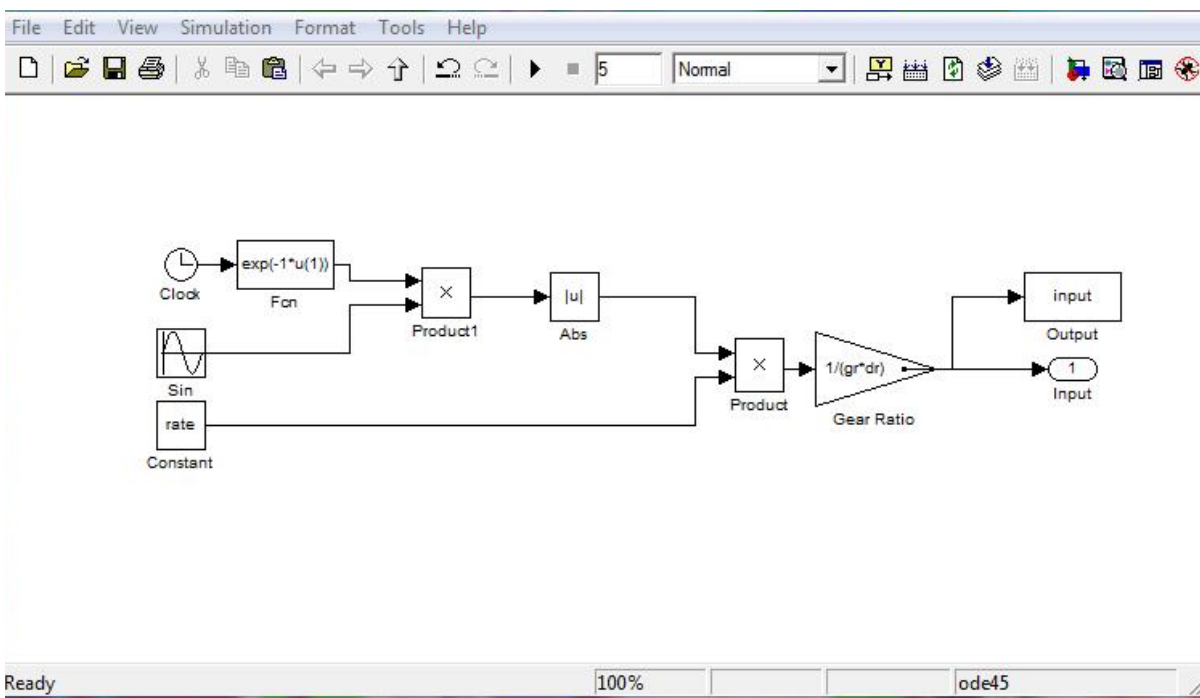 File Edit View Simulation Format Tools Help
5 Normal
exp(-1*u(1))
Clock
Fcn
×
Product1
|u|
Abs
Sin
rate
Constant
×
Product
1/(gr*dr)
Gear Ratio
input
Output
1
Input
Ready 100% ode45